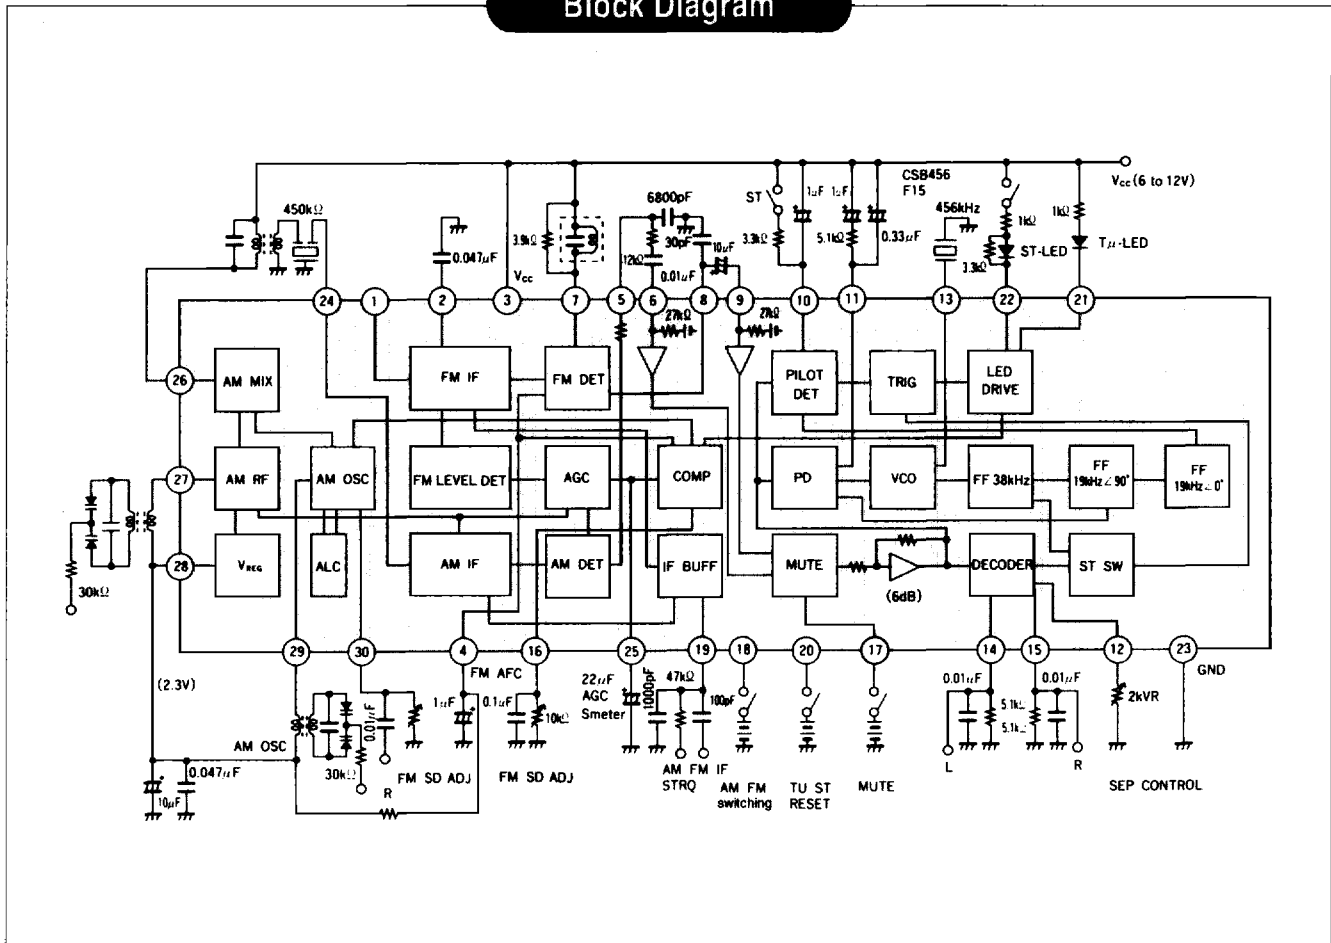 Block Diagram
Vcc (6 to 12V)
CSB456
F15
456kHz
ST
1μF
1μF
5.1kΩ
3.3kΩ
0.33μF
1kΩ
ST-LED
3.3kΩ
1kΩ
Tμ-LED
450kΩ
0.047μF
Vcc
3.9kΩ
6800pF
30pF
12kΩ
0.01μF
10μF
27kΩ
27kΩ
24
1
2
3
7
5
6
8
9
10
11
13
22
21
26
AM MIX
FM IF
FM DET
PILOT
DET
TRIG
LED
DRIVE
27
AM RF
AM OSC
FM LEVEL DET
AGC
COMP
PD
VCO
FF 38kHz
FF
19kHz∠90°
FF
19kHz∠0°
28
VREG
ALC
AM IF
AM DET
IF BUFF
MUTE
(6dB)
DECODER
ST SW
30kΩ
29
30
4
16
25
19
18
20
17
14
15
12
23
FM AFC
GND
(2.3V)
AM OSC
0.047μF
10μF
30kΩ
0.01μF
R
FM SD ADJ
1μF
0.1μF
10kΩ
FM SD ADJ
22μF
AGC
Smeter
1000pF
47kΩ
100pF
AM FM IF
STRQ
AM FM
switching
TU ST
RESET
MUTE
0.01μF
5.1kΩ
5.1kΩ
0.01μF
L
R
2kVR
SEP CONTROL